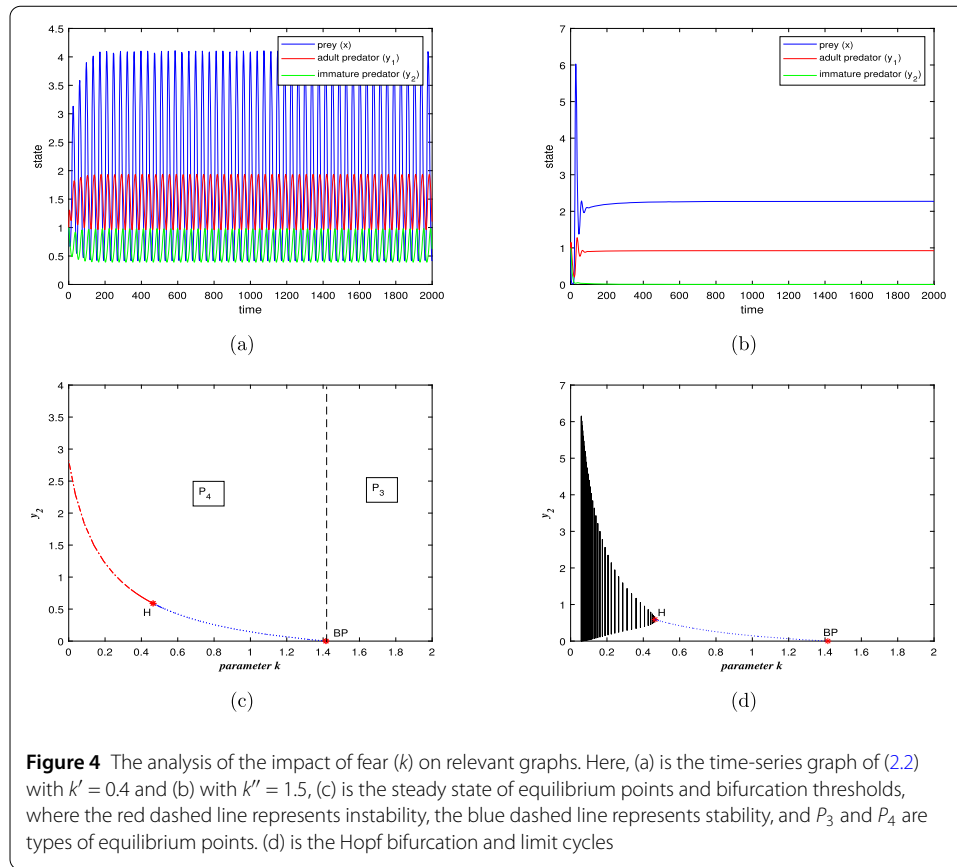 4.5
4
3.5
3
2.5
2
1.5
1
0.5
0
state
prey (x)
adult predator (y1)
immature predator (y2)
0 200 400 600 800 1000 1200 1400 1600 1800 2000
time
(a)
7
6
5
4
3
2
1
0
state
prey (x)
adult predator (y1)
immature predator (y2)
0 200 400 600 800 1000 1200 1400 1600 1800 2000
time
(b)
4
3.5
3
2.5
2
1.5
1
0.5
0
y2
P4
P3
H
BP
0 0.2 0.4 0.6 0.8 1 1.2 1.4 1.6 1.8 2
parameter k
(c)
7
6
5
4
3
2
1
0
y2
H
BP
0 0.2 0.4 0.6 0.8 1 1.2 1.4 1.6 1.8 2
parameter k
(d)
Figure 4 The analysis of the impact of fear (k) on relevant graphs. Here, (a) is the time-series graph of (2.2)
with k′ = 0.4 and (b) with k′′ = 1.5, (c) is the steady state of equilibrium points and bifurcation thresholds,
where the red dashed line represents instability, the blue dashed line represents stability, and P3 and P4 are
types of equilibrium points. (d) is the Hopf bifurcation and limit cycles